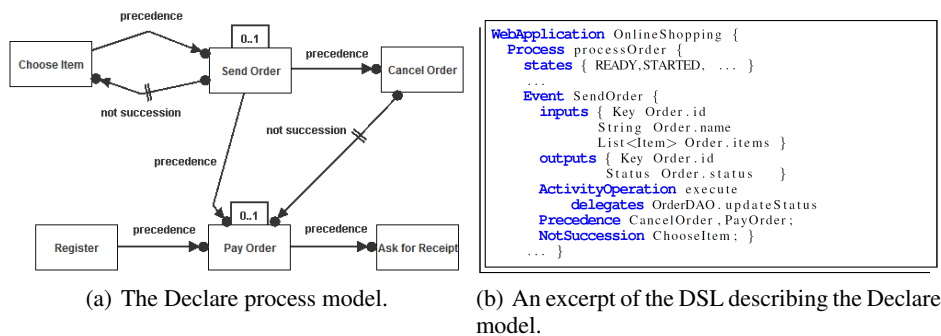 precedence
0..1
Choose Item
Send Order
precedence
Cancel Order
not succession
not succession
precedence
0..1
Register
precedence
Pay Order
precedence
Ask for Receipt
(a) The Declare process model.
WebApplication OnlineShopping {
Process processOrder {
states { READY,STARTED, ... }
...
Event SendOrder {
inputs { Key Order.id
String Order.name
List<Item> Order.items }
outputs { Key Order.id
Status Order.status }
ActivityOperation execute
delegates OrderDAO.updateStatus
Precedence CancelOrder,PayOrder;
NotSuccession ChooseItem; }
... }
(b) An excerpt of the DSL describing the Declare
model.